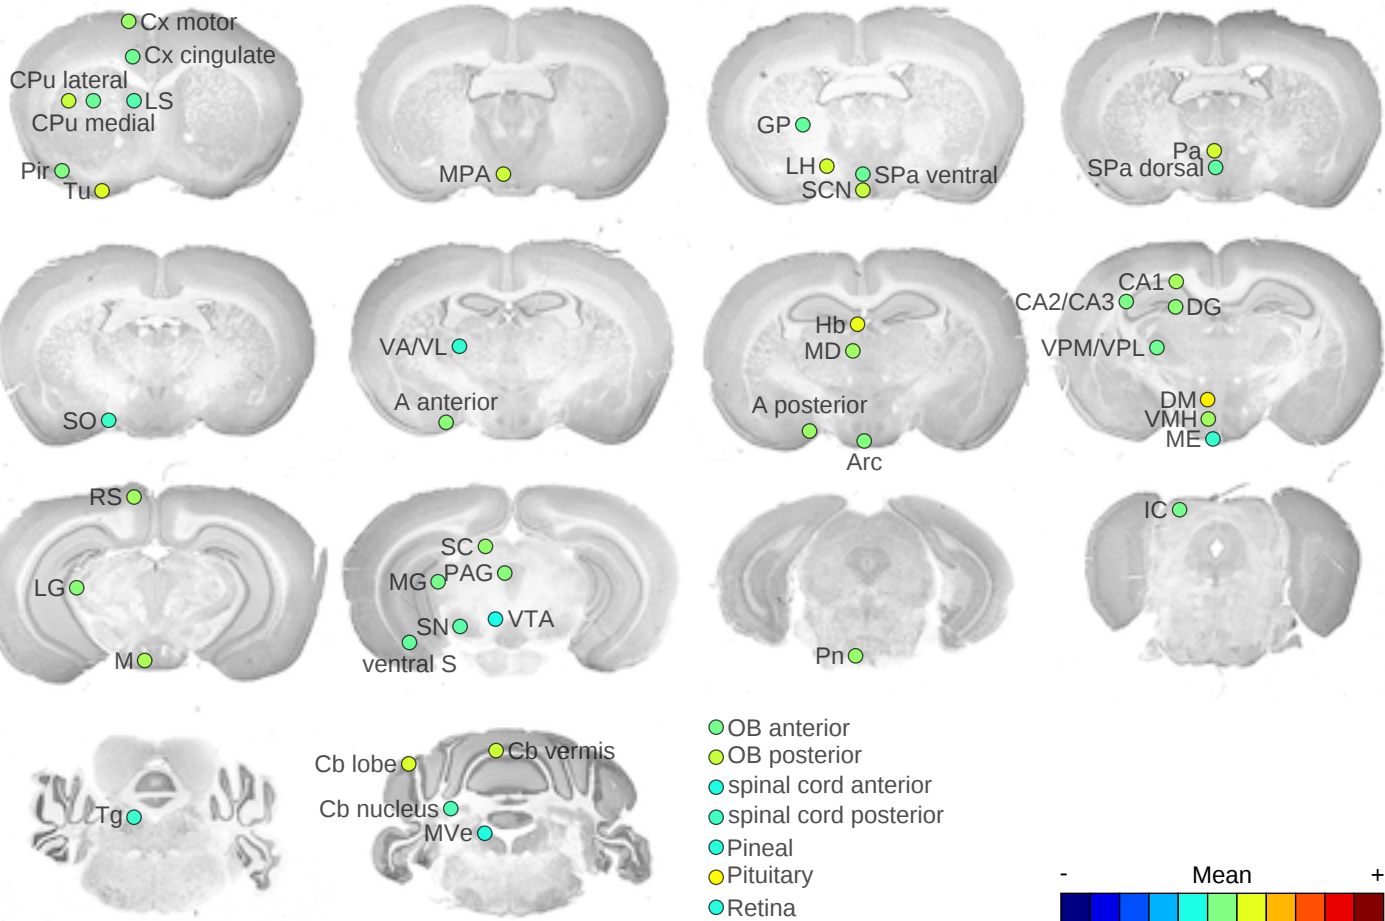 Cx motor
Cx cingulate
CPu lateral
LS
CPu medial
Pir
Tu
MPA
GP
LH
SPa ventral
SCN
Pa
SPa dorsal
SO
VA/VL
A anterior
Hb
MD
A posterior
Arc
CA1
CA2/CA3
DG
VPM/VPL
DM
VMH
ME
RS
LG
M
SC
PAG
MG
SN
VTA
ventral S
Pn
IC
Tg
Cb vermis
Cb lobe
Cb nucleus
MVe
OB anterior
OB posterior
spinal cord anterior
spinal cord posterior
Pineal
Pituitary
Retina
- Mean +